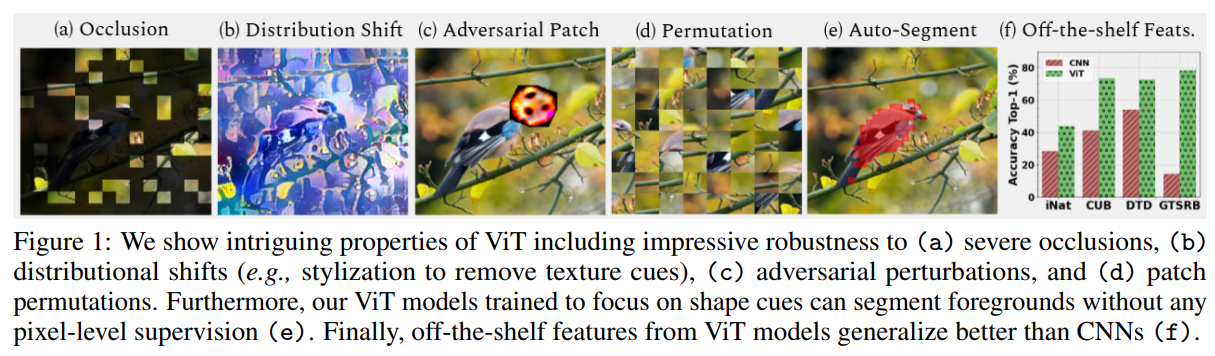 (a) Occlusion (b) Distribution Shift (c) Adversarial Patch (d) Permutation (e) Auto-Segment (f) Off-the-shelf Feats.
Accuracy Top-1 (%)
80
60
40
20
0
CNN
ViT
iNat CUB DTD GTSRB
Figure 1: We show intriguing properties of ViT including impressive robustness to (a) severe occlusions, (b)
distributional shifts (e.g., stylization to remove texture cues), (c) adversarial perturbations, and (d) patch
permutations. Furthermore, our ViT models trained to focus on shape cues can segment foregrounds without any
pixel-level supervision (e). Finally, off-the-shelf features from ViT models generalize better than CNNs (f).